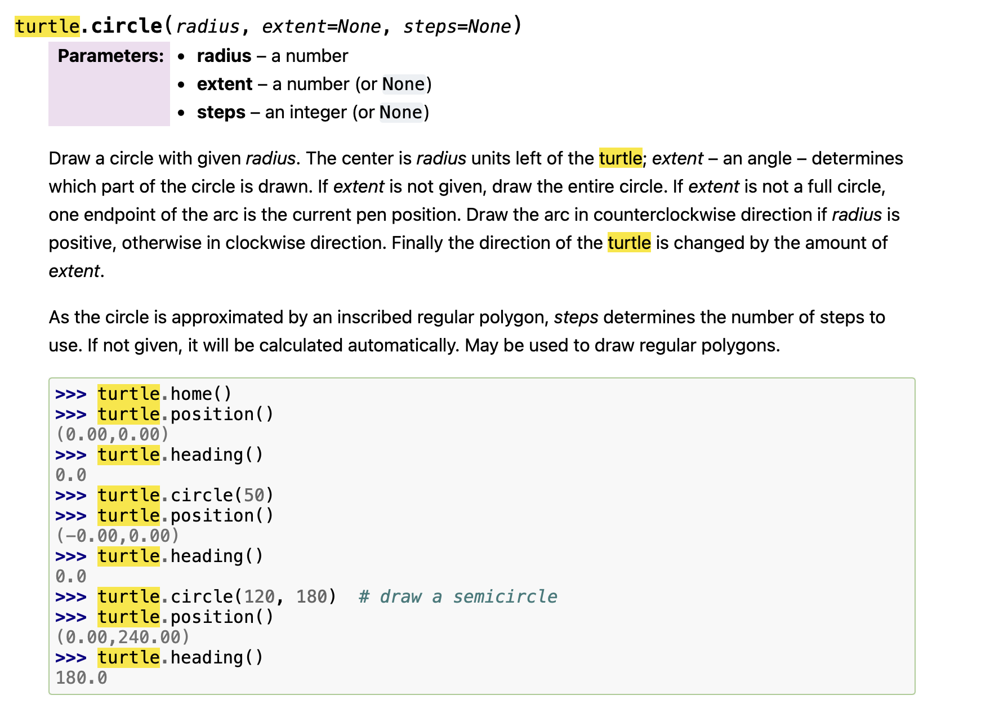 turtle.circle(radius, extent=None, steps=None)
Parameters:
• radius – a number
• extent – a number (or None)
• steps – an integer (or None)
Draw a circle with given radius. The center is radius units left of the turtle; extent – an angle – determines
which part of the circle is drawn. If extent is not given, draw the entire circle. If extent is not a full circle,
one endpoint of the arc is the current pen position. Draw the arc in counterclockwise direction if radius is
positive, otherwise in clockwise direction. Finally the direction of the turtle is changed by the amount of
extent.
As the circle is approximated by an inscribed regular polygon, steps determines the number of steps to
use. If not given, it will be calculated automatically. May be used to draw regular polygons.
>>> turtle.home()
>>> turtle.position()
(0.00,0.00)
>>> turtle.heading()
0.0
>>> turtle.circle(50)
>>> turtle.position()
(-0.00,0.00)
>>> turtle.heading()
0.0
>>> turtle.circle(120, 180)  # draw a semicircle
>>> turtle.position()
(0.00,240.00)
>>> turtle.heading()
180.0